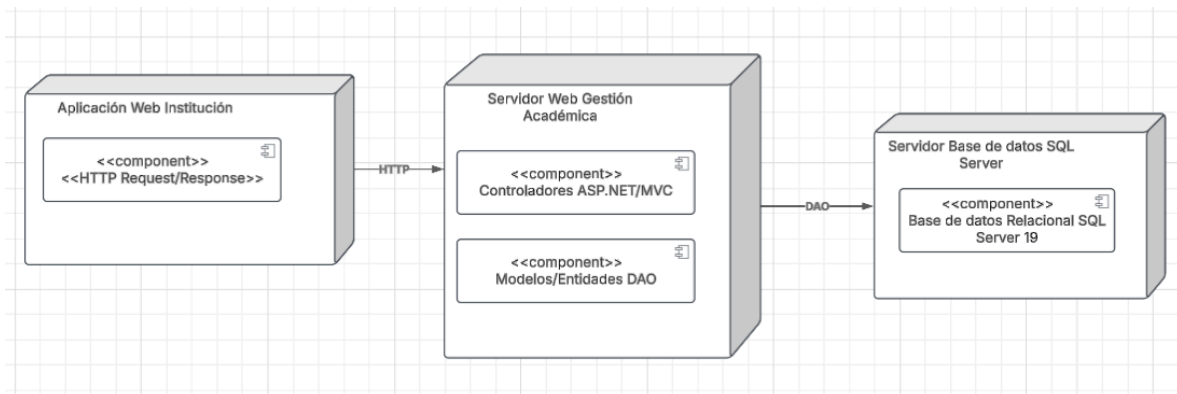 Aplicación Web Institución
<<component>>
<<HTTP Request/Response>>
HTTP
Servidor Web Gestión
Académica
<<component>>
Controladores ASP.NET/MVC
<<component>>
Modelos/Entidades DAO
DAO
Servidor Base de datos SQL
Server
<<component>>
Base de datos Relacional SQL
Server 19